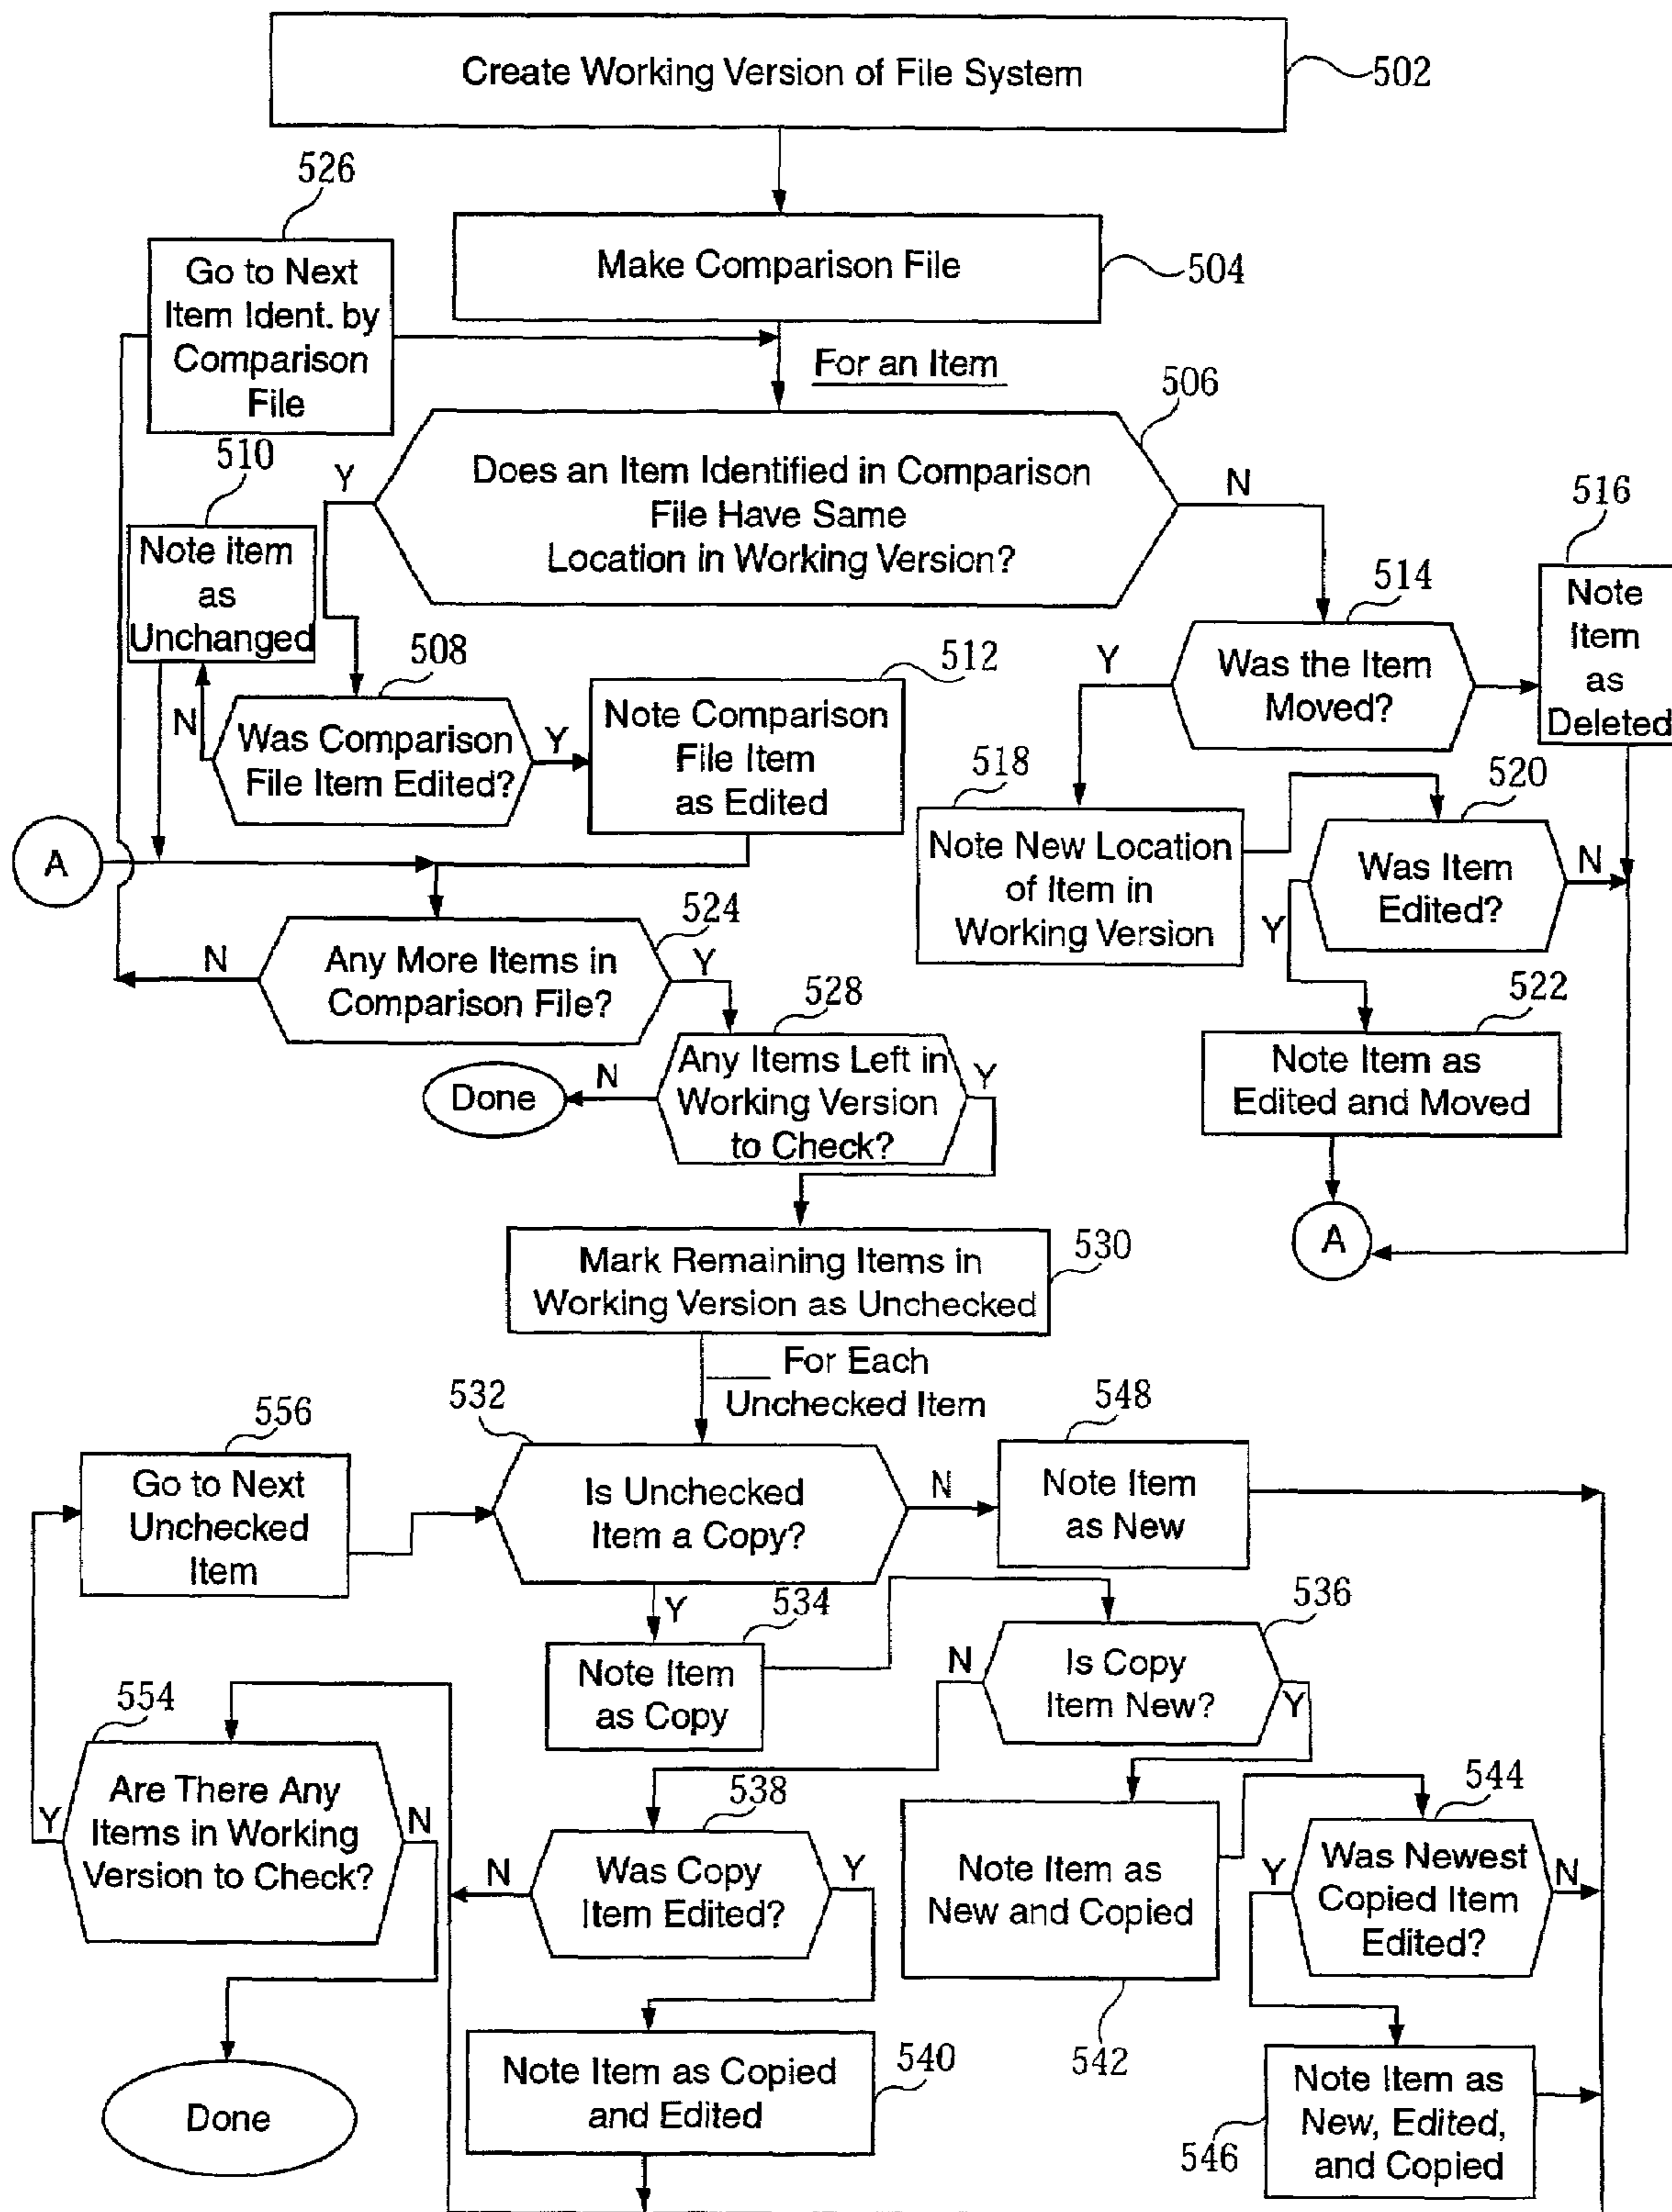 Create Working Version of File System
502
526
Go to Next
Item Ident. by
Comparison
File
Make Comparison File
504
For an Item
506
510
Y
Does an Item Identified in Comparison
File Have Same
Location in Working Version?
N
516
Note item
as
Unchanged
514
Note
Item
as
Deleted
508
512
Y
Was the Item
Moved?
N
Was Comparison
File Item Edited?
Y
Note Comparison
File Item
as Edited
518
520
A
Note New Location
of Item in
Working Version
Was Item
Edited?
N
Y
524
N
Any More Items in
Comparison File?
Y
528
522
Done
N
Any Items Left in
Working Version
to Check?
Y
Note Item as
Edited and Moved
A
Mark Remaining Items in
Working Version as Unchecked
530
For Each
Unchecked Item
532
548
556
Go to Next
Unchecked
Item
Is Unchecked
Item a Copy?
N
Note Item
as New
Y
534
536
Note Item
as Copy
N
Is Copy
Item New?
Y
554
Are There Any
Items in Working
Version to Check?
Y
N
538
544
N
Was Copy
Item Edited?
Y
Note Item as
New and Copied
Y
Was Newest
Copied Item
Edited?
N
542
Done
Note Item as Copied
and Edited
540
Note Item as
New, Edited,
and Copied
546